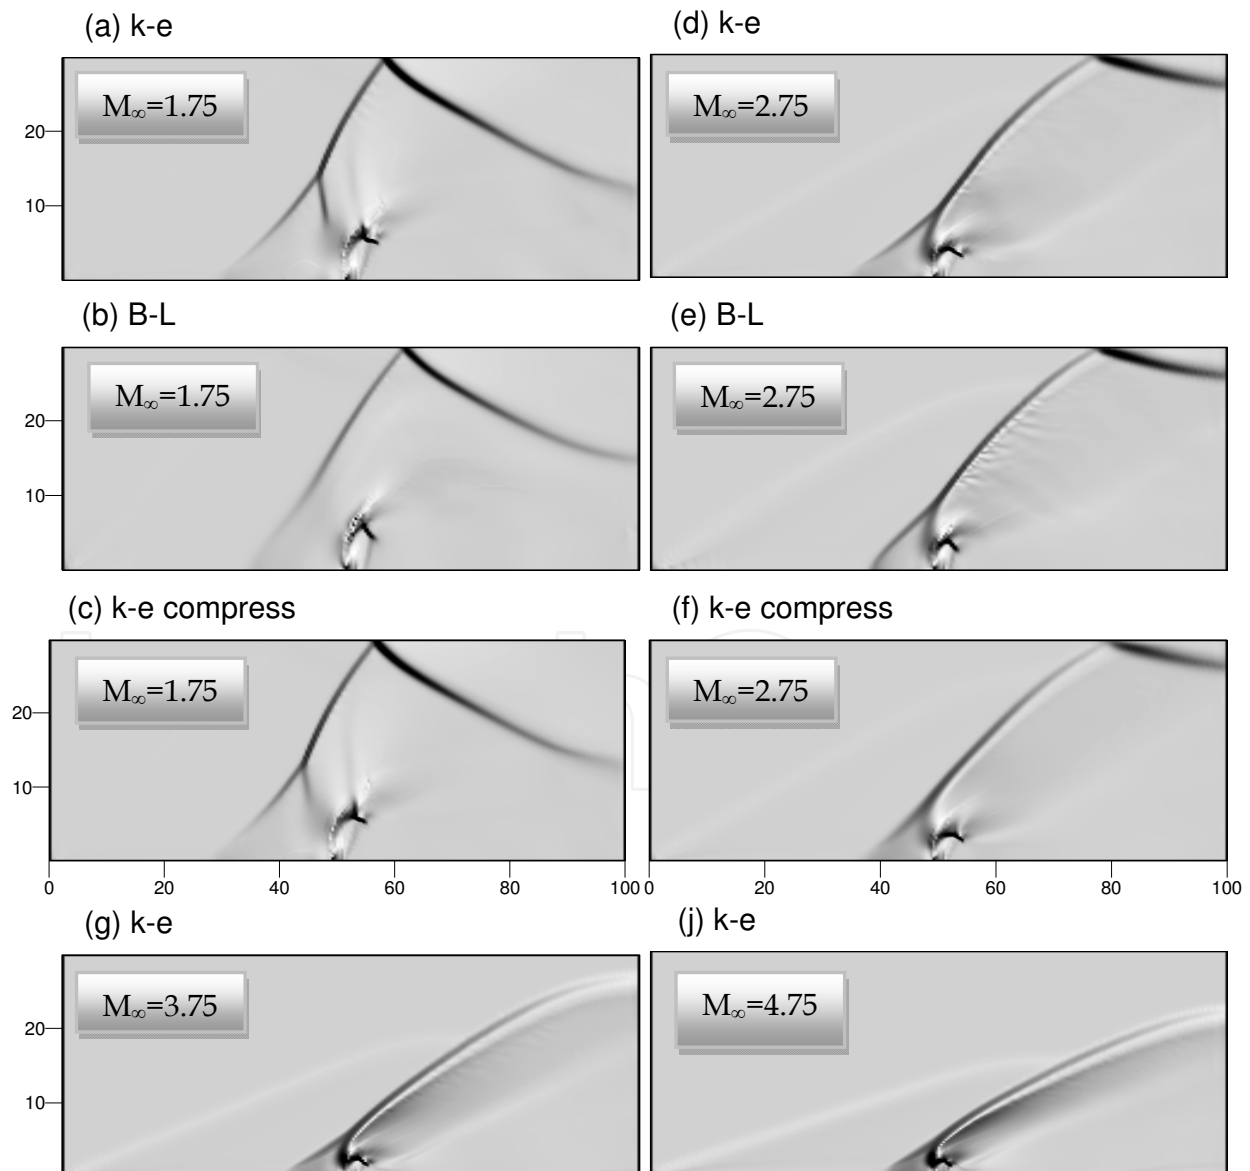 (a) k-e
(d) k-e
M∞=1.75
M∞=2.75
20
10
(b) B-L
(e) B-L
M∞=1.75
M∞=2.75
20
10
(c) k-e compress
(f) k-e compress
M∞=1.75
M∞=2.75
20
10
0 20 40 60 80 100 0 20 40 60 80 100
(g) k-e
(j) k-e
M∞=3.75
M∞=4.75
20
10